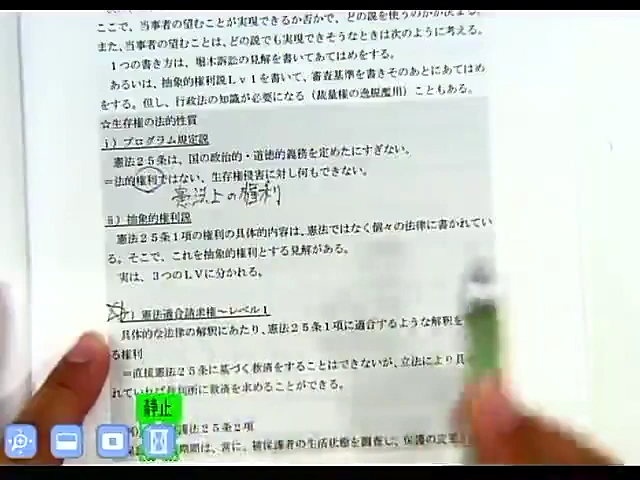 ここで、当事者の望むことが実現できるか否かで、どの説を使うのかが決まる。
また、当事者の望むことは、どの説でも実現できそうなときは次のように考える。
1つの書き方は、堀木訴訟の見解を書いてあてはめをする。
あるいは、抽象的権利説Lv1を書いて、審査基準を書きそのあとにあてはめ
をする。但し、行政法の知識が必要になる（裁量権の逸脱濫用）こともある。
☆生存権の法的性質
ⅰ）プログラム規定説
憲法25条は、国の政治的・道徳的義務を定めたにすぎない。
＝法的権利ではない、生存権侵害に対し何もできない。
憲法上の権利
ⅱ）抽象的権利説
憲法25条1項の権利の具体的内容は、憲法ではなく個々の法律に書かれてい
る。そこで、これを抽象的権利とする見解がある。
実は、3つのLVに分かれる。
憲法適合請求権～レベル1
具体的な法律の解釈にあたり、憲法25条1項に適合するような解釈を
る権利
＝直接憲法25条に基づく救済をすることはできないが、立法により具
れていれば裁判所に救済を求めることができる。
静止
護法25条2項
機関は、常に、被保護者の生活状態を調査し、保護の変更